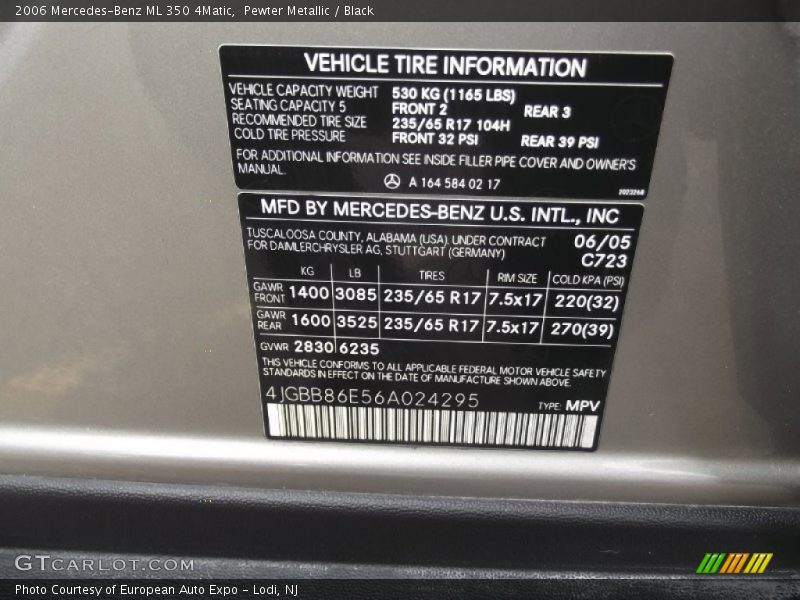 2006 Mercedes-Benz ML 350 4Matic,  Pewter Metallic / Black
VEHICLE TIRE INFORMATION
VEHICLE CAPACITY WEIGHT 530 KG (1165 LBS)
SEATING CAPACITY 5 FRONT 2 REAR 3
RECOMMENDED TIRE SIZE 235/65 R17 104H
COLD TIRE PRESSURE FRONT 32 PSI REAR 39 PSI
FOR ADDITIONAL INFORMATION SEE INSIDE FILLER PIPE COVER AND OWNER'S
MANUAL.
A 164 584 02 17
MFD BY MERCEDES-BENZ U.S. INTL., INC
TUSCALOOSA COUNTY, ALABAMA (USA), UNDER CONTRACT 06/05
FOR DAIMLERCHRYSLER AG, STUTTGART (GERMANY) C723
KG LB TIRES RIM SIZE COLD KPA (PSI)
GAWR FRONT 1400 3085 235/65 R17 7.5x17 220(32)
GAWR REAR 1600 3525 235/65 R17 7.5x17 270(39)
GVWR 2830 6235
THIS VEHICLE CONFORMS TO ALL APPLICABLE FEDERAL MOTOR VEHICLE SAFETY
STANDARDS IN EFFECT ON THE DATE OF MANUFACTURE SHOWN ABOVE.
4JGBB86E56A024295 TYPE: MPV
GTCARLOT.COM
Photo Courtesy of European Auto Expo - Lodi, NJ